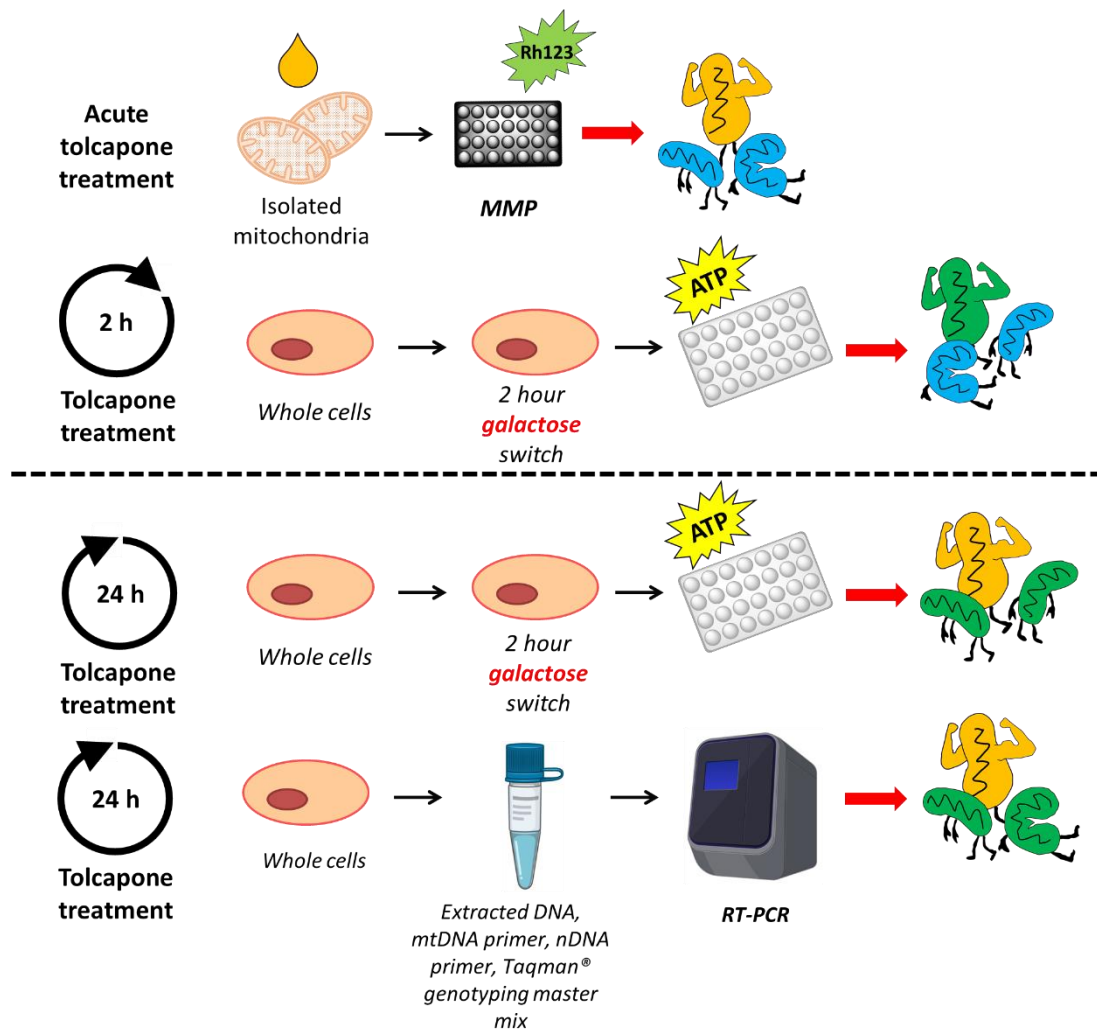 Acute
tolcapone
treatment
Isolated
mitochondria
Rh123
MMP
2 h
Tolcapone
treatment
Whole cells
2 hour
galactose
switch
ATP
24 h
Tolcapone
treatment
Whole cells
2 hour
galactose
switch
ATP
24 h
Tolcapone
treatment
Whole cells
Extracted DNA,
mtDNA primer, nDNA
primer, Taqman®
genotyping master
mix
RT-PCR